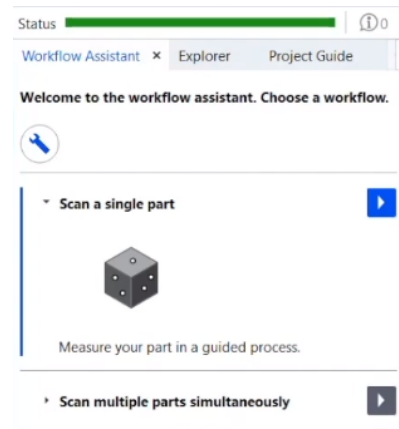 Status
0
Workflow Assistant × Explorer Project Guide
Welcome to the workflow assistant. Choose a workflow.
Scan a single part
Measure your part in a guided process.
Scan multiple parts simultaneously